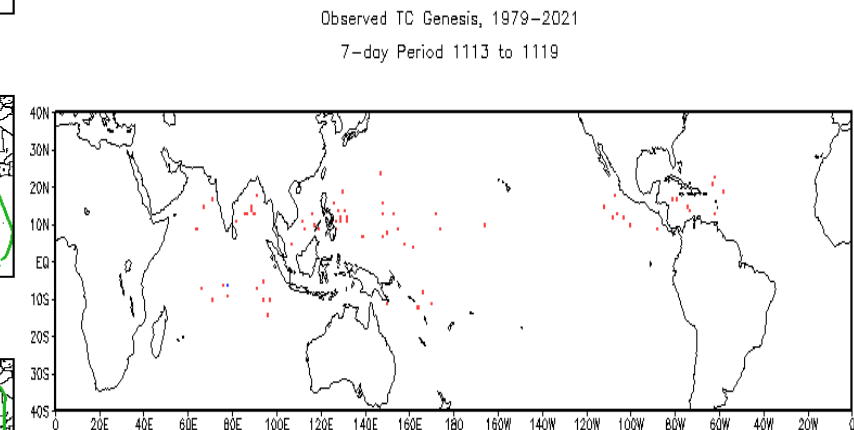 Observed TC Genesis, 1979-2021
7-day Period 1113 to 1119
40N
30N
20N
10N
EQ
10S
20S
30S
40S
0 20E 40E 60E 80E 100E 120E 140E 160E 180 160W 140W 120W 100W 80W 60W 40W 20W 0